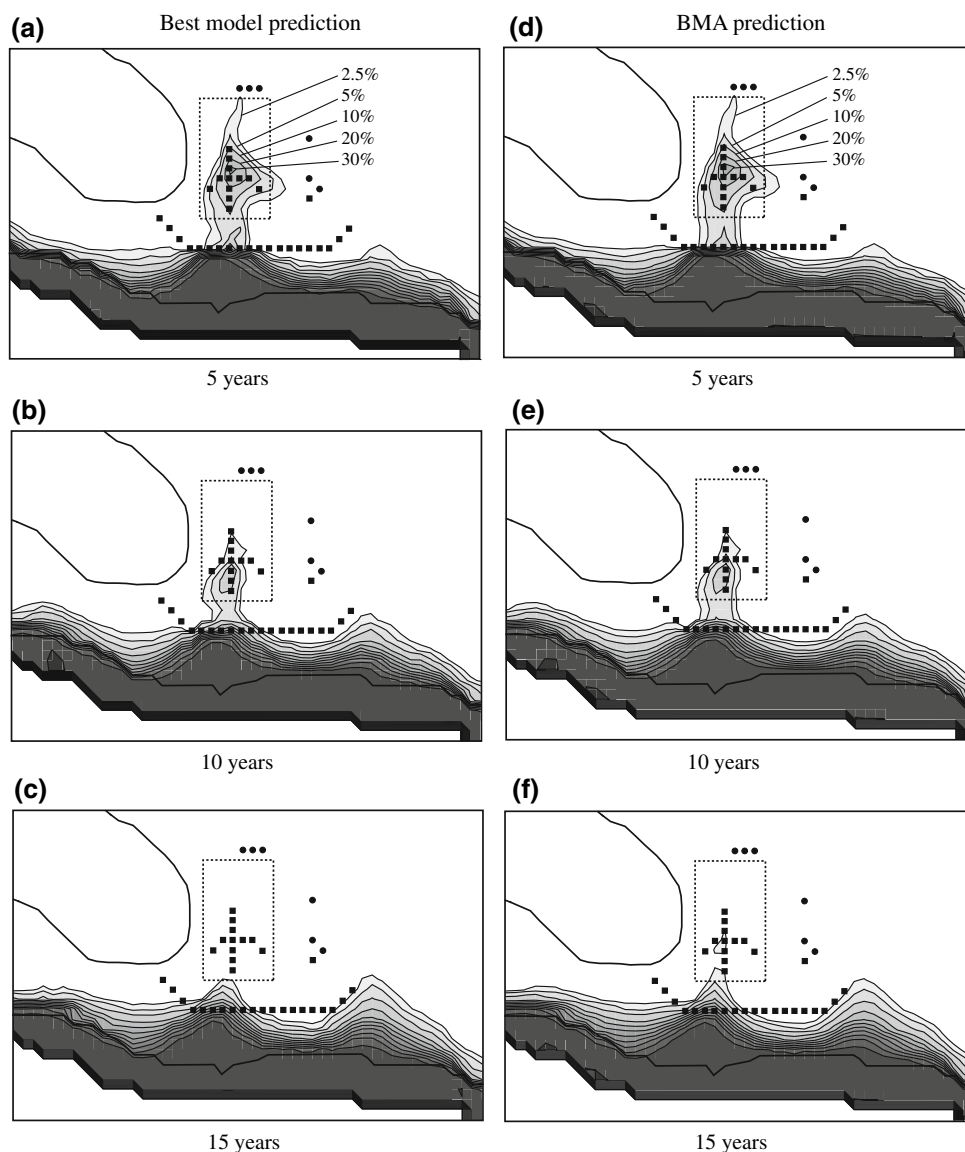 Best model prediction
BMA prediction
(a)
2.5%
5%
10%
20%
30%
5 years
(d)
2.5%
5%
10%
20%
30%
5 years
(b)
10 years
(e)
10 years
(c)
15 years
(f)
15 years